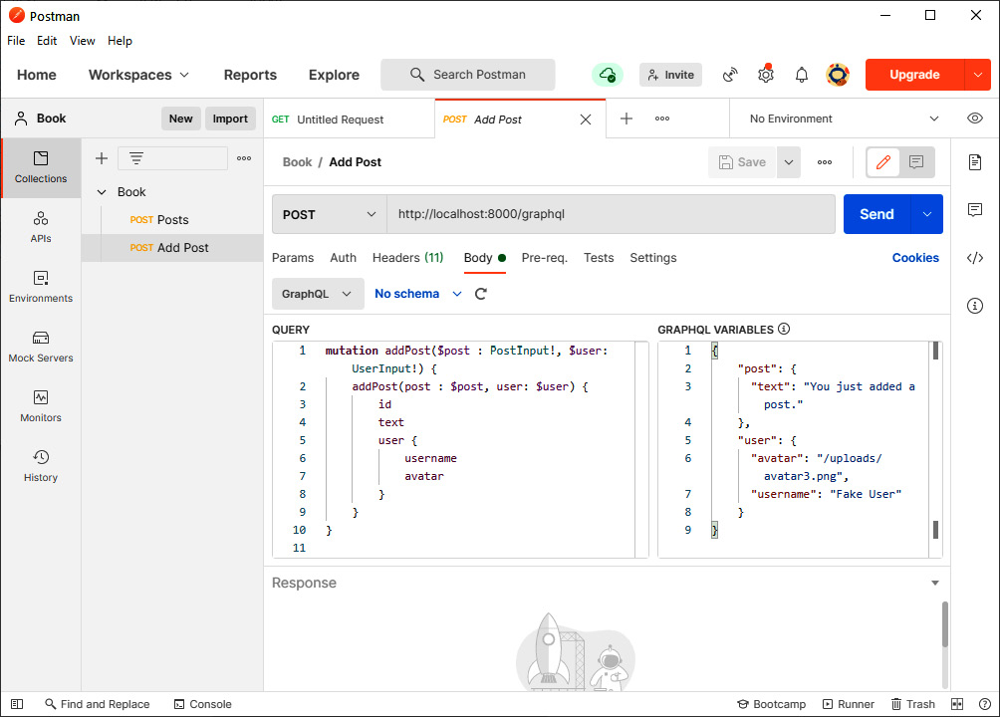 Postman
File Edit View Help
Home Workspaces Reports Explore Search Postman Invite Upgrade
Book New Import
GET Untitled Request POST Add Post No Environment
Collections
APIs
Environments
Mock Servers
Monitors
History
Book
POST Posts
POST Add Post
Book / Add Post Save
POST http://localhost:8000/graphql Send
Params Auth Headers (11) Body Pre-req. Tests Settings Cookies
GraphQL No schema
QUERY
1 mutation addPost($post : PostInput!, $user:
UserInput!) {
2 addPost(post : $post, user: $user) {
3 id
4 text
5 user {
6 username
7 avatar
8 }
9 }
10 }
11
GRAPHQL VARIABLES
1 {
2 "post": {
3 "text": "You just added a
post."
4 },
5 "user": {
6 "avatar": "/uploads/
avatar3.png",
7 "username": "Fake User"
8 }
9 }
Response
Find and Replace Console Bootcamp Runner Trash